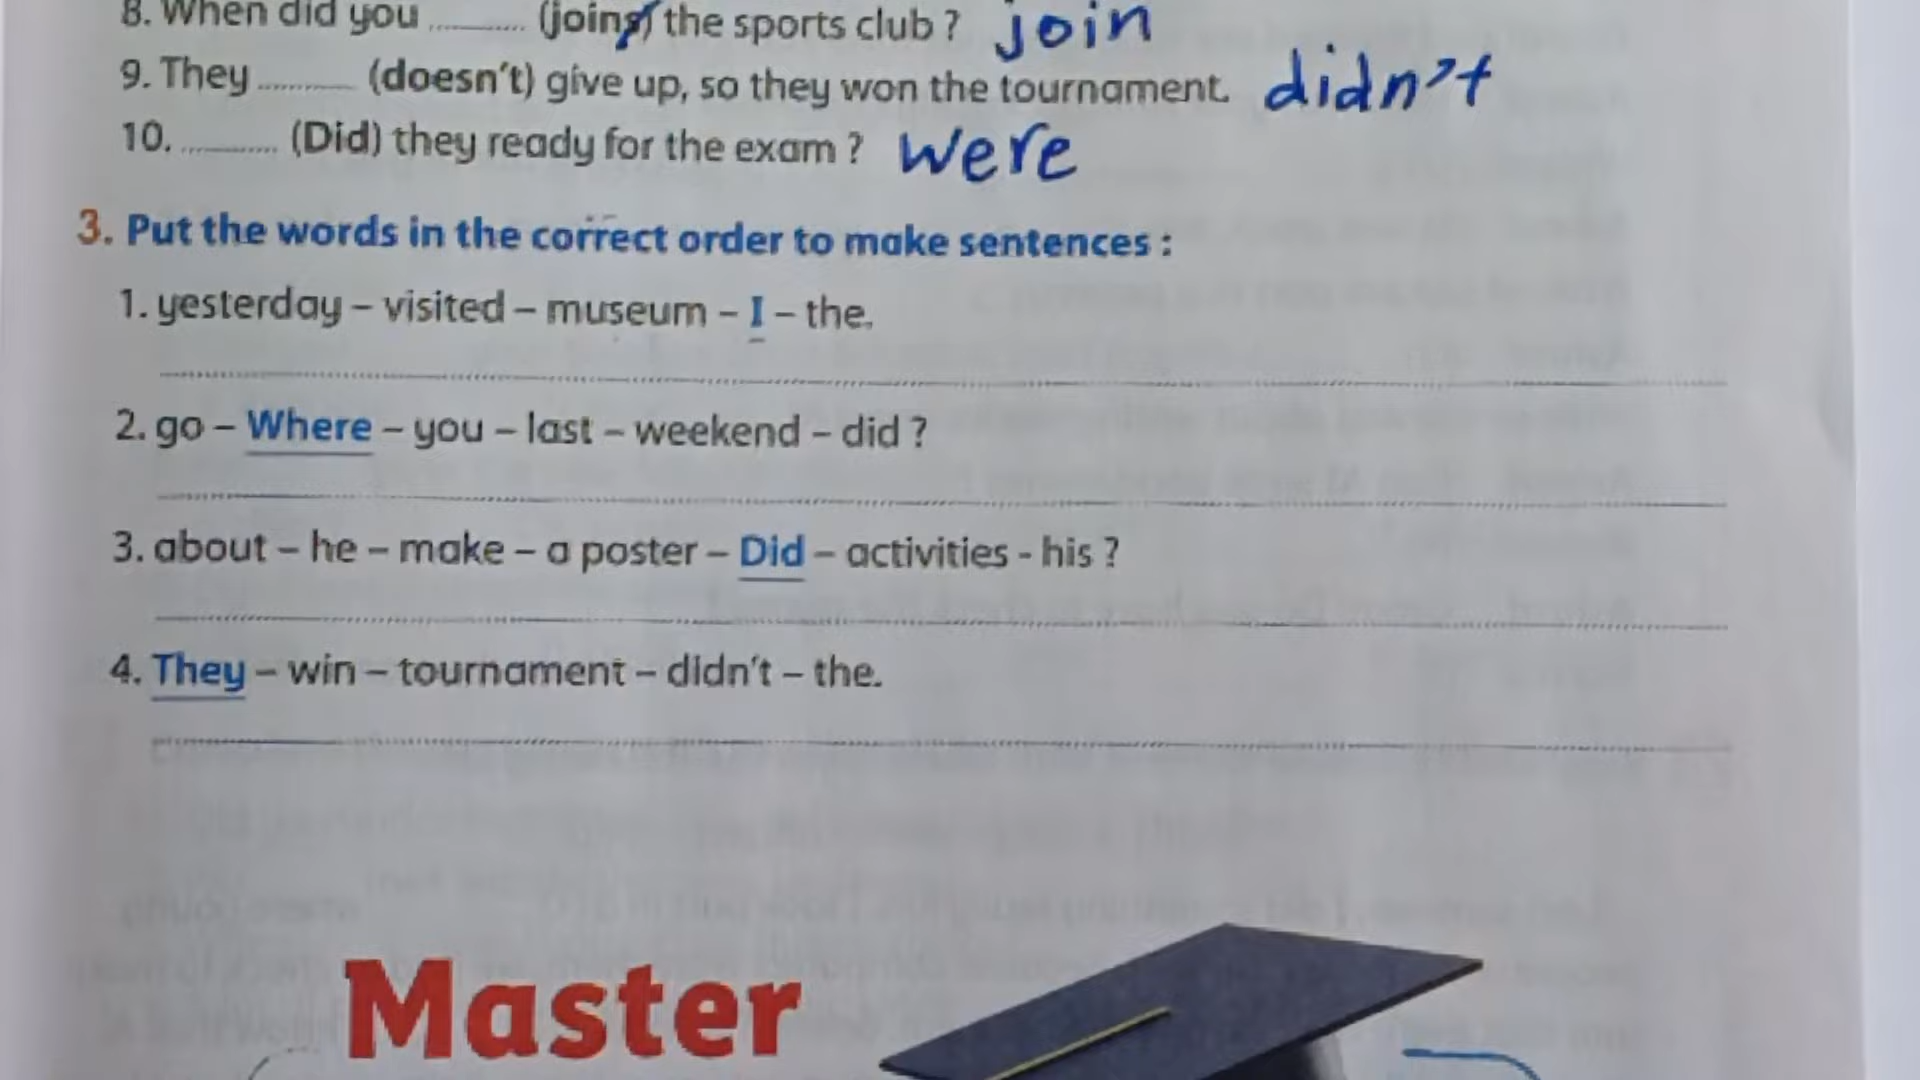 8. When did you .......... (joins) the sports club ? join
9. They .......... (doesn't) give up, so they won the tournament. didn't
10. .......... (Did) they ready for the exam ? were
3. Put the words in the correct order to make sentences :
1. yesterday – visited – museum – I – the.
2. go – Where – you – last – weekend – did ?
3. about – he – make – a poster – Did – activities - his ?
4. They – win – tournament – didn't – the.
Master